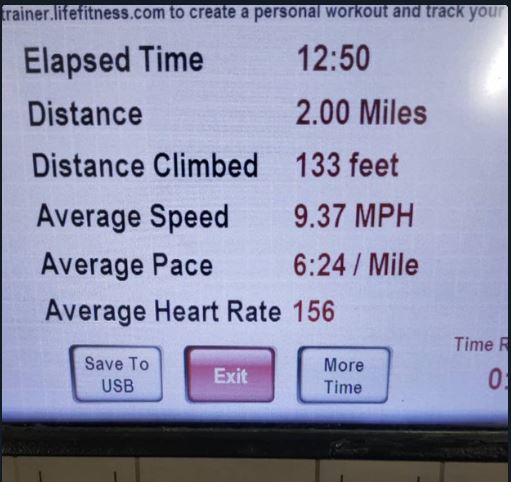 trainer.lifefitness.com to create a personal workout and track your
Elapsed Time 12:50
Distance 2.00 Miles
Distance Climbed 133 feet
Average Speed 9.37 MPH
Average Pace 6:24 / Mile
Average Heart Rate 156
Save To
USB
Exit
More
Time
Time R
0: